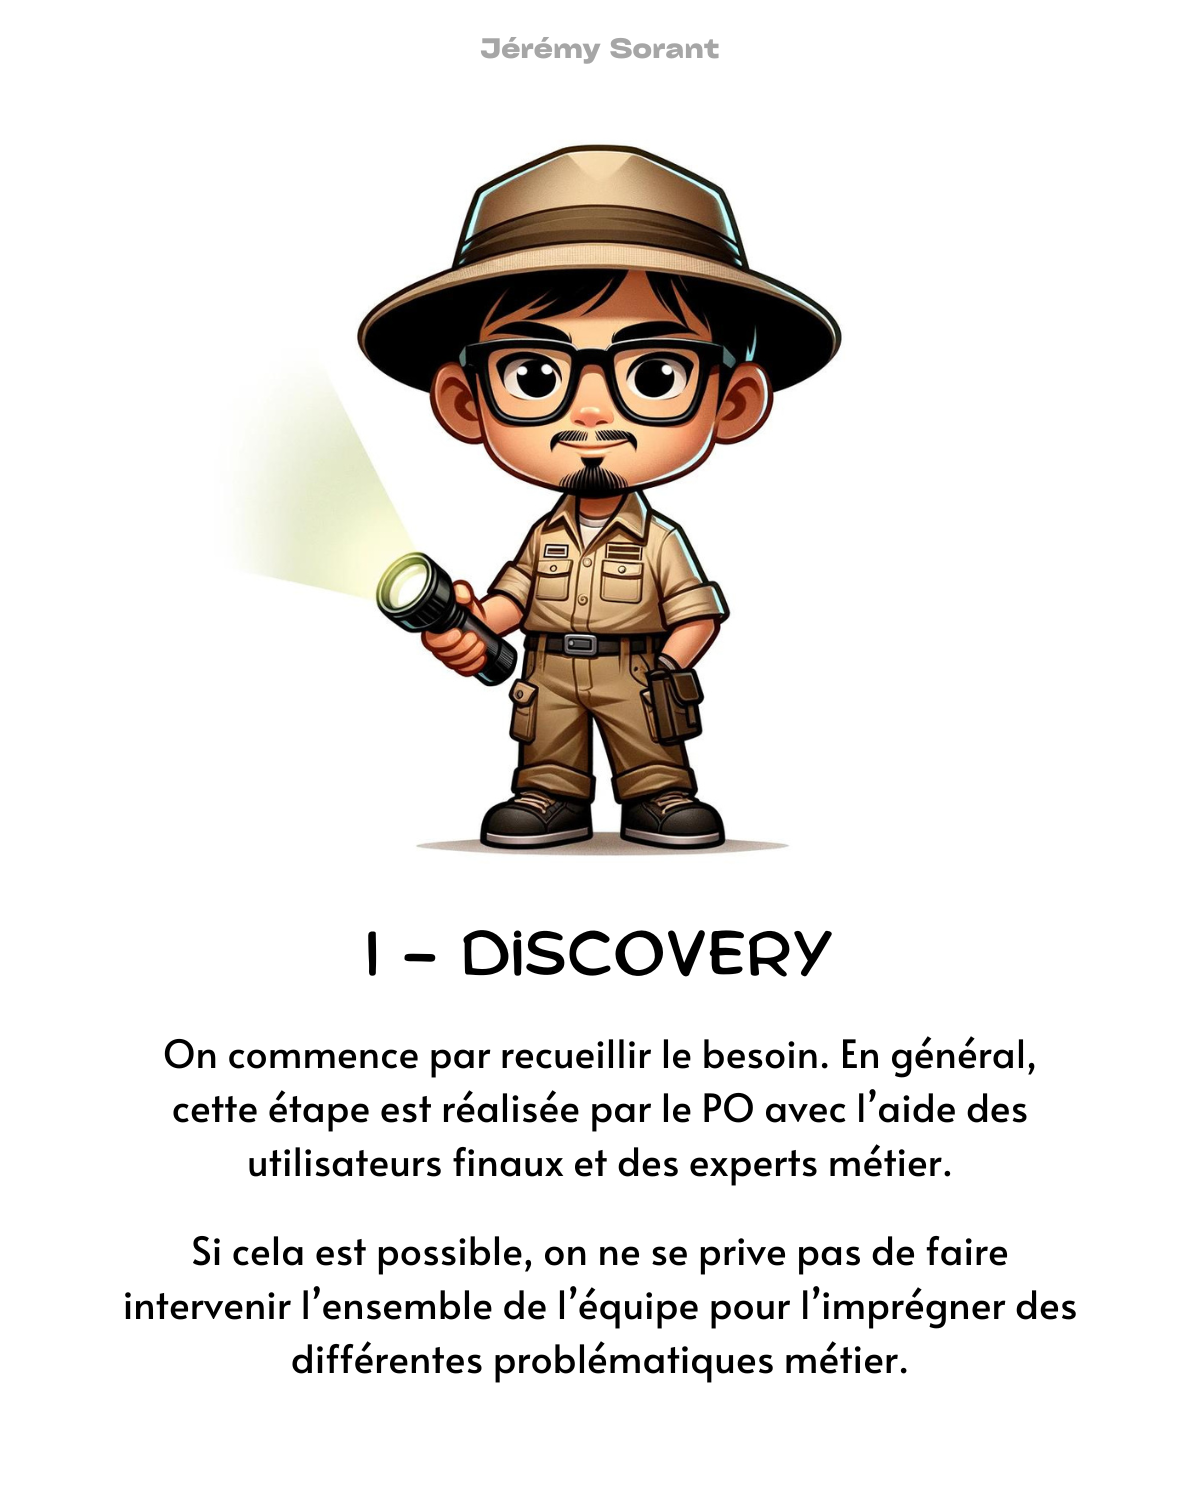 Jérémy Sorant
1 - DiSCOVERY
On commence par recueillir le besoin. En général,
cette étape est réalisée par le PO avec l’aide des
utilisateurs finaux et des experts métier.
Si cela est possible, on ne se prive pas de faire
intervenir l’ensemble de l’équipe pour l’imprégner des
différentes problématiques métier.